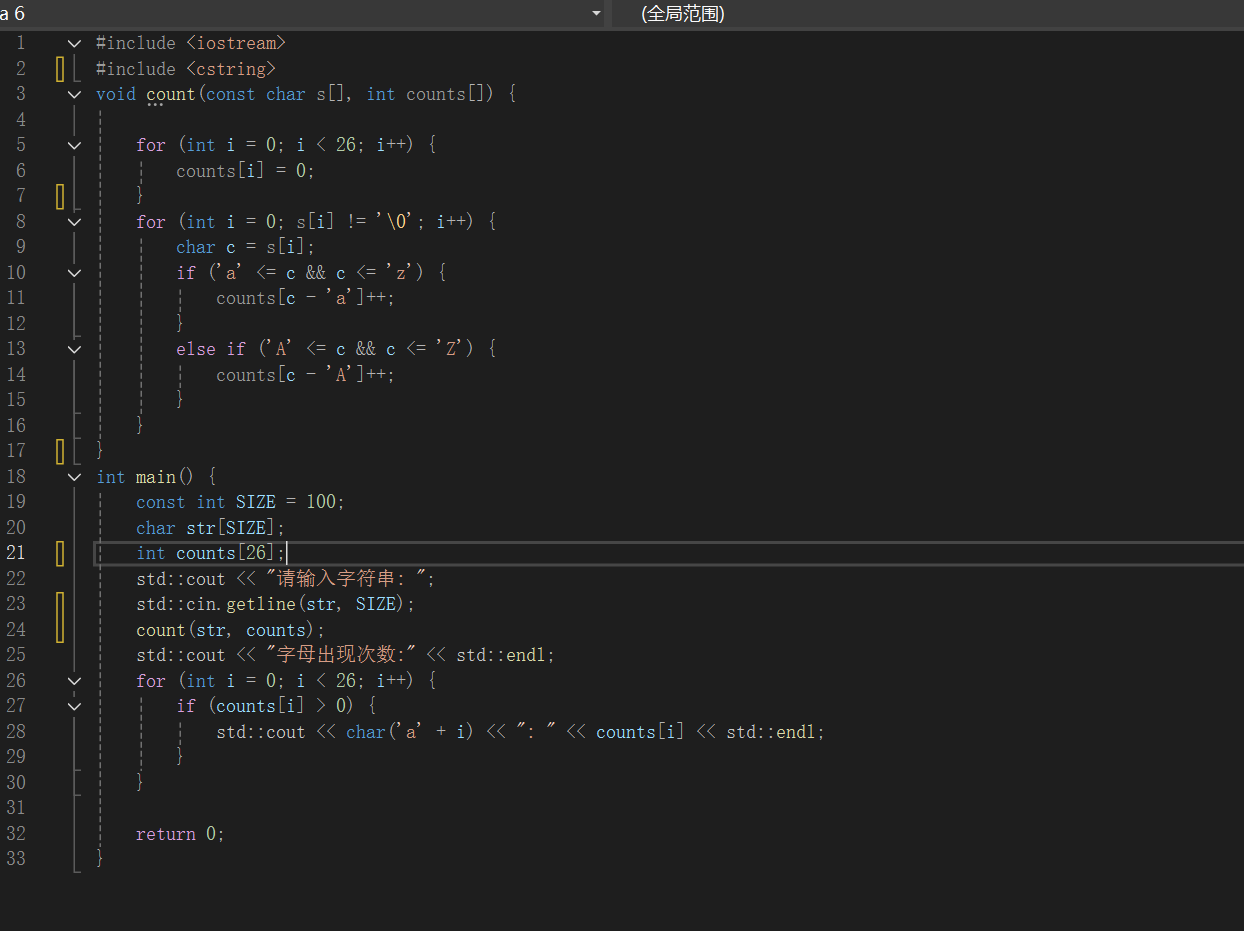 a 6
(全局范围)
1 #include <iostream>
2 #include <cstring>
3 void count(const char s[], int counts[]) {
4
5     for (int i = 0; i < 26; i++) {
6         counts[i] = 0;
7     }
8     for (int i = 0; s[i] != '\0'; i++) {
9         char c = s[i];
10         if ('a' <= c && c <= 'z') {
11             counts[c - 'a']++;
12         }
13         else if ('A' <= c && c <= 'Z') {
14             counts[c - 'A']++;
15         }
16     }
17 }
18 int main() {
19     const int SIZE = 100;
20     char str[SIZE];
21     int counts[26];
22     std::cout << "请输入字符串: ";
23     std::cin.getline(str, SIZE);
24     count(str, counts);
25     std::cout << "字母出现次数:" << std::endl;
26     for (int i = 0; i < 26; i++) {
27         if (counts[i] > 0) {
28             std::cout << char('a' + i) << ": " << counts[i] << std::endl;
29         }
30     }
31
32     return 0;
33 }